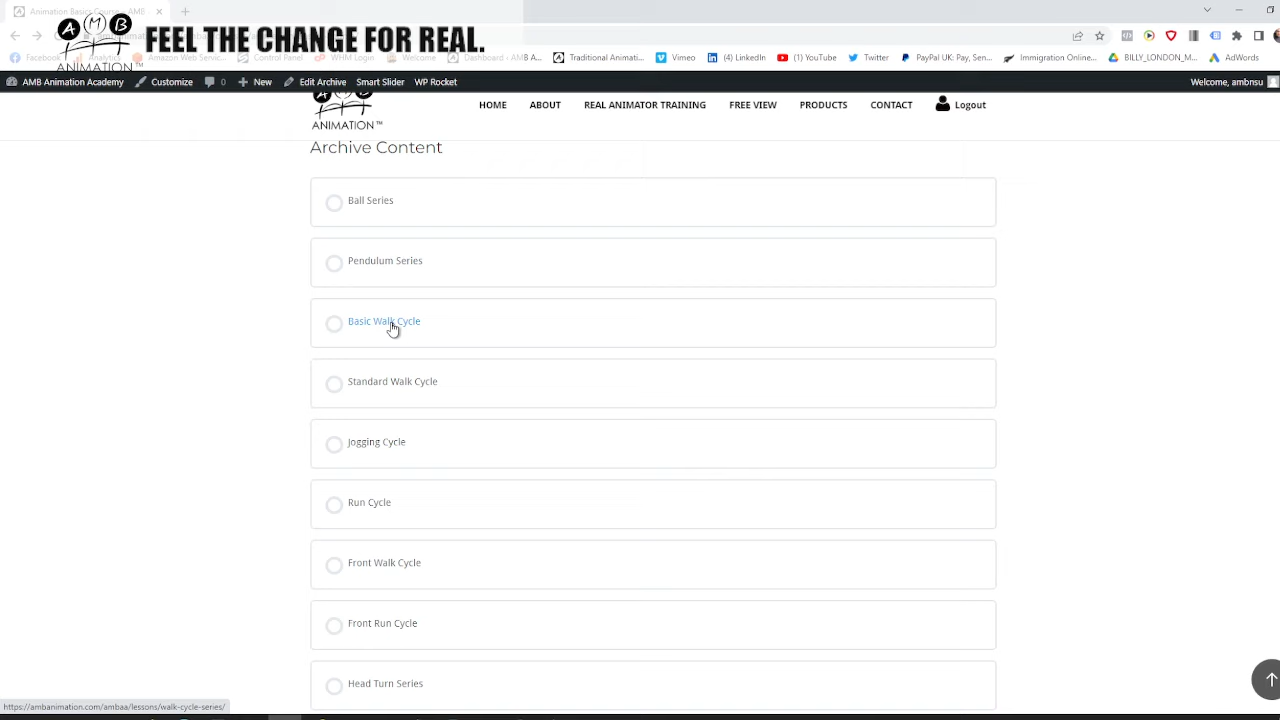 Animation Basics Course - AMB
A M B
ANIMATION™
FEEL THE CHANGE FOR REAL.
Facebook Analytics Amazon Web Servic... Control Panel WHM Login Welcome Dashboard ‹ AMB A... Traditional Animati... Vimeo (4) LinkedIn (1) YouTube Twitter PayPal UK: Pay, Sen... Immigration Online... BILLY_LONDON_M... AdWords
AMB Animation Academy Customize 0 New Edit Archive Smart Slider WP Rocket Welcome, ambnsu
ANIMATION™
HOME ABOUT REAL ANIMATOR TRAINING FREE VIEW PRODUCTS CONTACT Logout
Archive Content
Ball Series
Pendulum Series
Basic Walk Cycle
Standard Walk Cycle
Jogging Cycle
Run Cycle
Front Walk Cycle
Front Run Cycle
Head Turn Series
https://ambanimation.com/ambaa/lessons/walk-cycle-series/